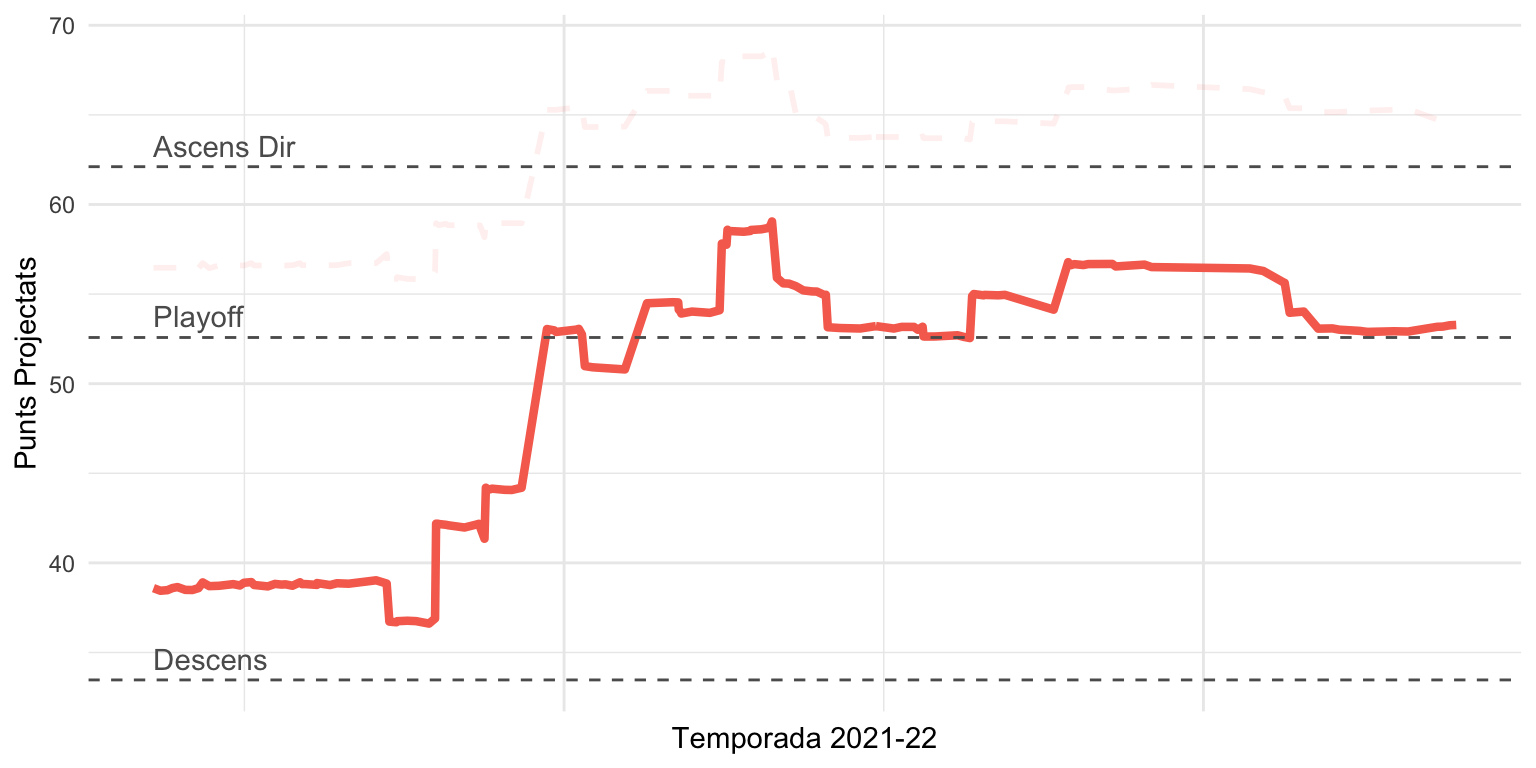 70
Ascens Dir
60
Playoff
50
40
Descens
Punts Projectats
Temporada 2021-22